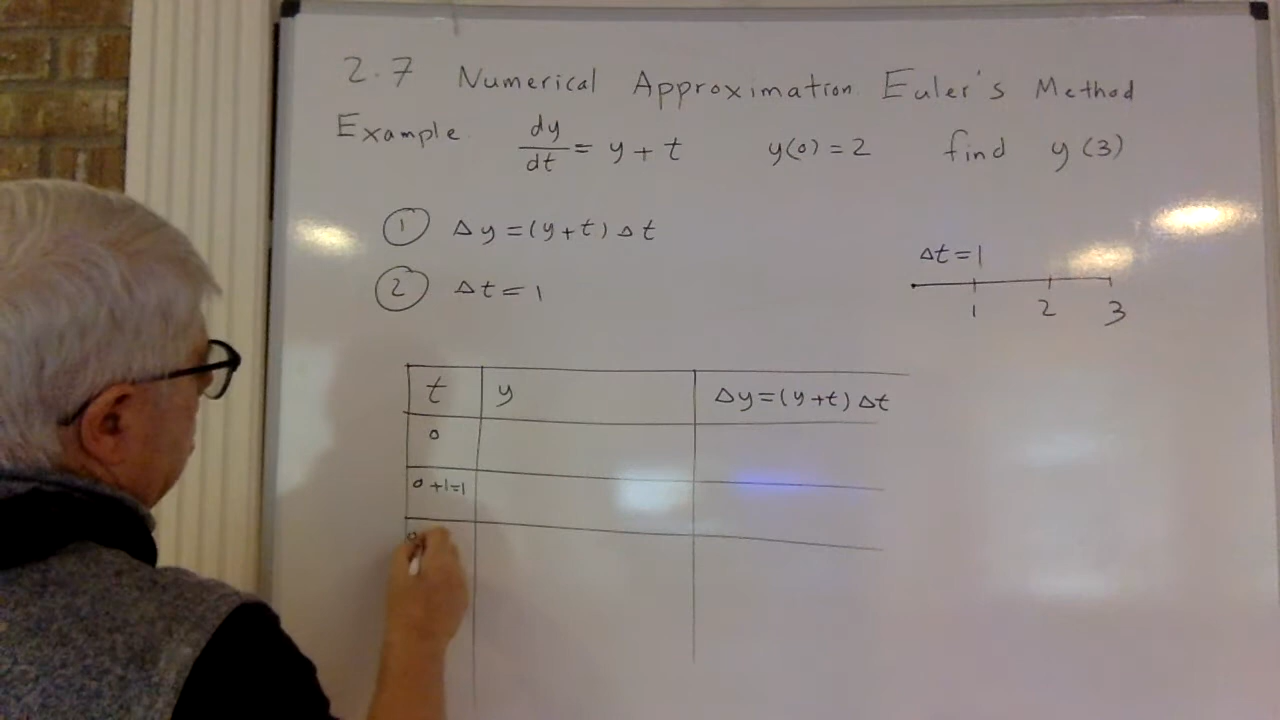 2.7 Numerical Approximation Euler's Method
Example dy/dt = y + t y(0) = 2 find y(3)
① Δy = (y+t) Δt
Δt = 1
② Δt = 1
1 2 3
t y Δy = (y+t) Δt
0
0 +1=1
0